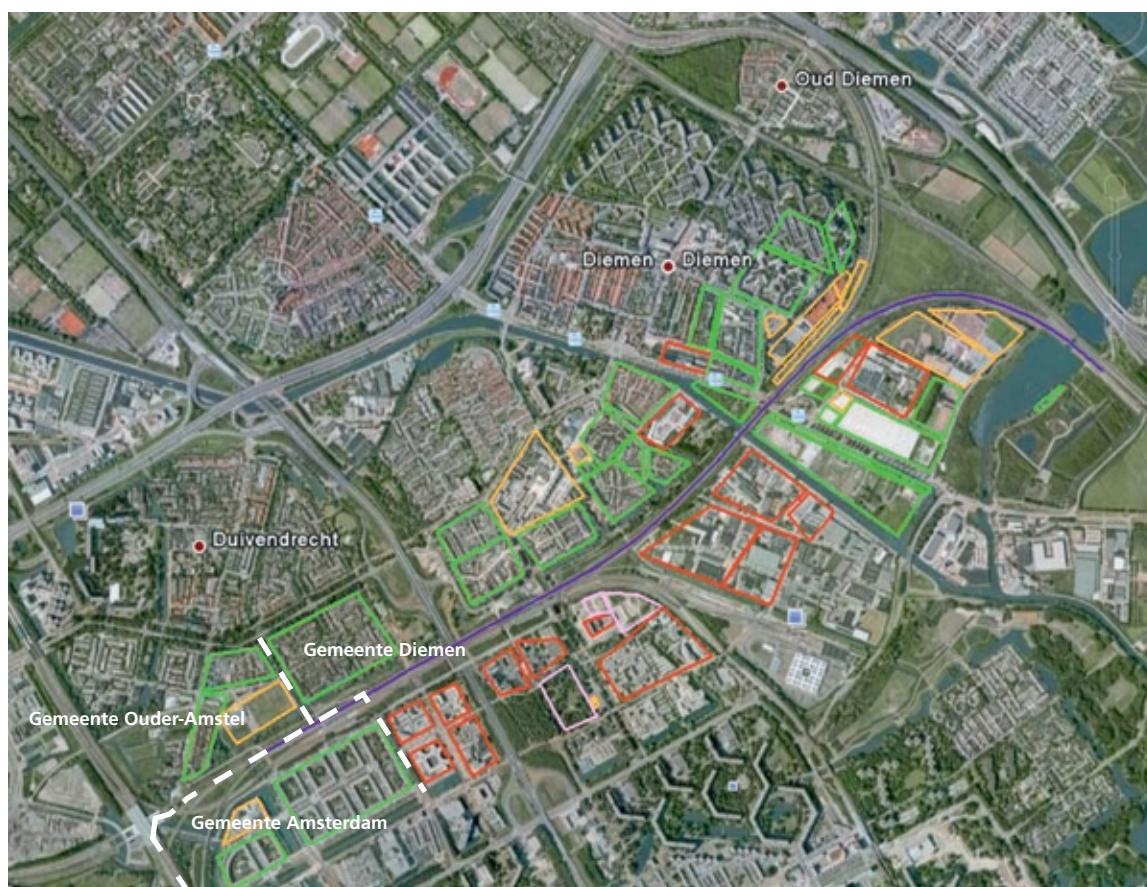 Oud Diemen
Diemen Diemen
Duivendrecht
Gemeente Diemen
Gemeente Ouder-Amstel
Gemeente Amsterdam